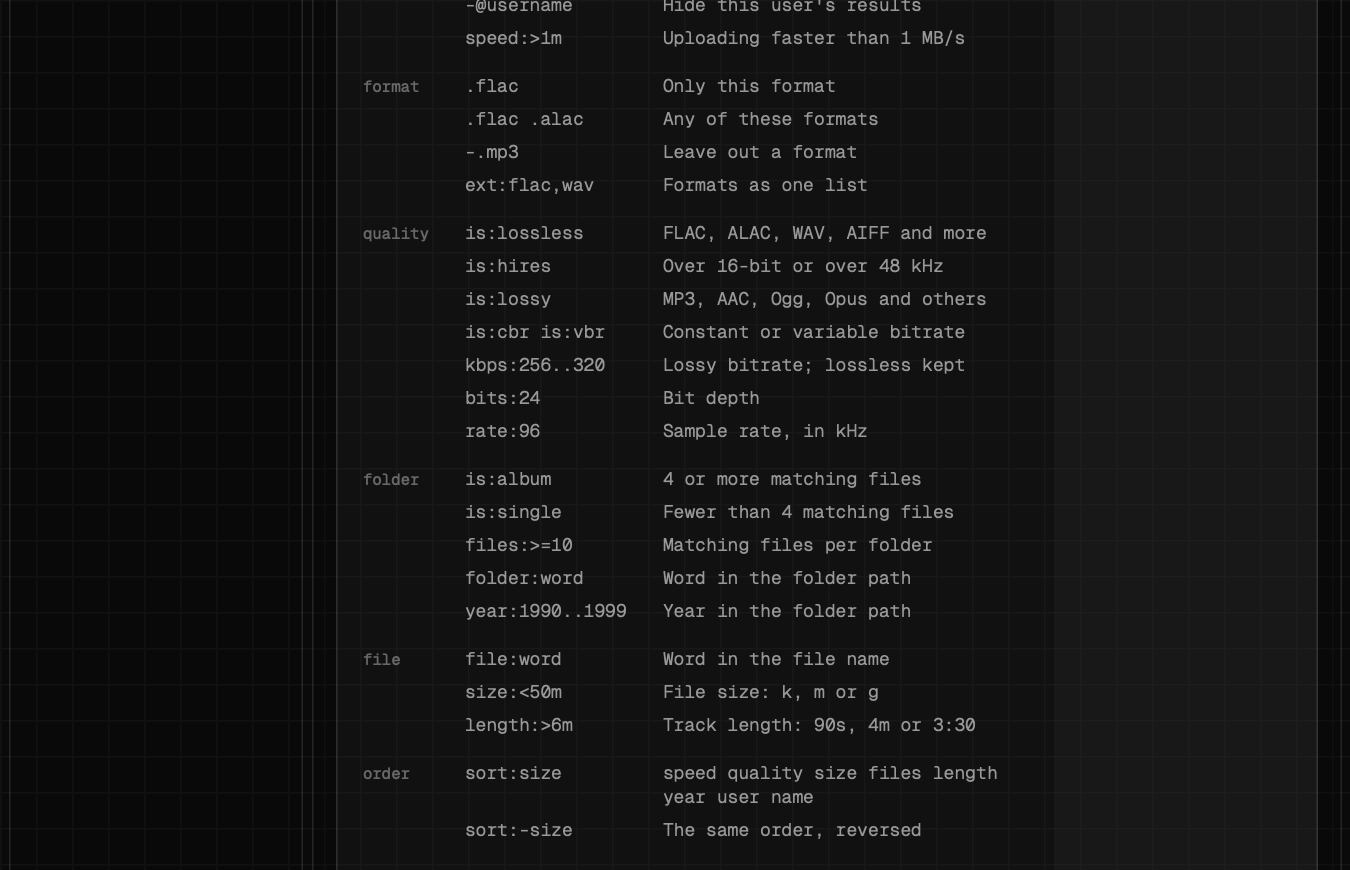 -@username Hide this user's results
speed:>1m Uploading faster than 1 MB/s
format .flac Only this format
.flac .alac Any of these formats
-.mp3 Leave out a format
ext:flac,wav Formats as one list
quality is:lossless FLAC, ALAC, WAV, AIFF and more
is:hires Over 16-bit or over 48 kHz
is:lossy MP3, AAC, Ogg, Opus and others
is:cbr is:vbr Constant or variable bitrate
kbps:256..320 Lossy bitrate; lossless kept
bits:24 Bit depth
rate:96 Sample rate, in kHz
folder is:album 4 or more matching files
is:single Fewer than 4 matching files
files:>=10 Matching files per folder
folder:word Word in the folder path
year:1990..1999 Year in the folder path
file file:word Word in the file name
size:<50m File size: k, m or g
length:>6m Track length: 90s, 4m or 3:30
order sort:size speed quality size files length
year user name
sort:-size The same order, reversed